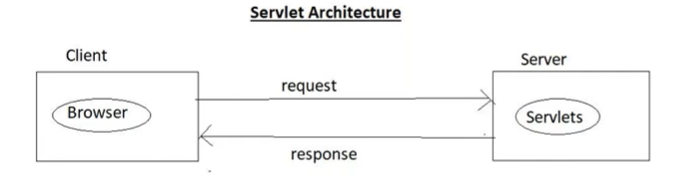 Servlet Architecture
Client
Server
request
Browser
Servlets
response